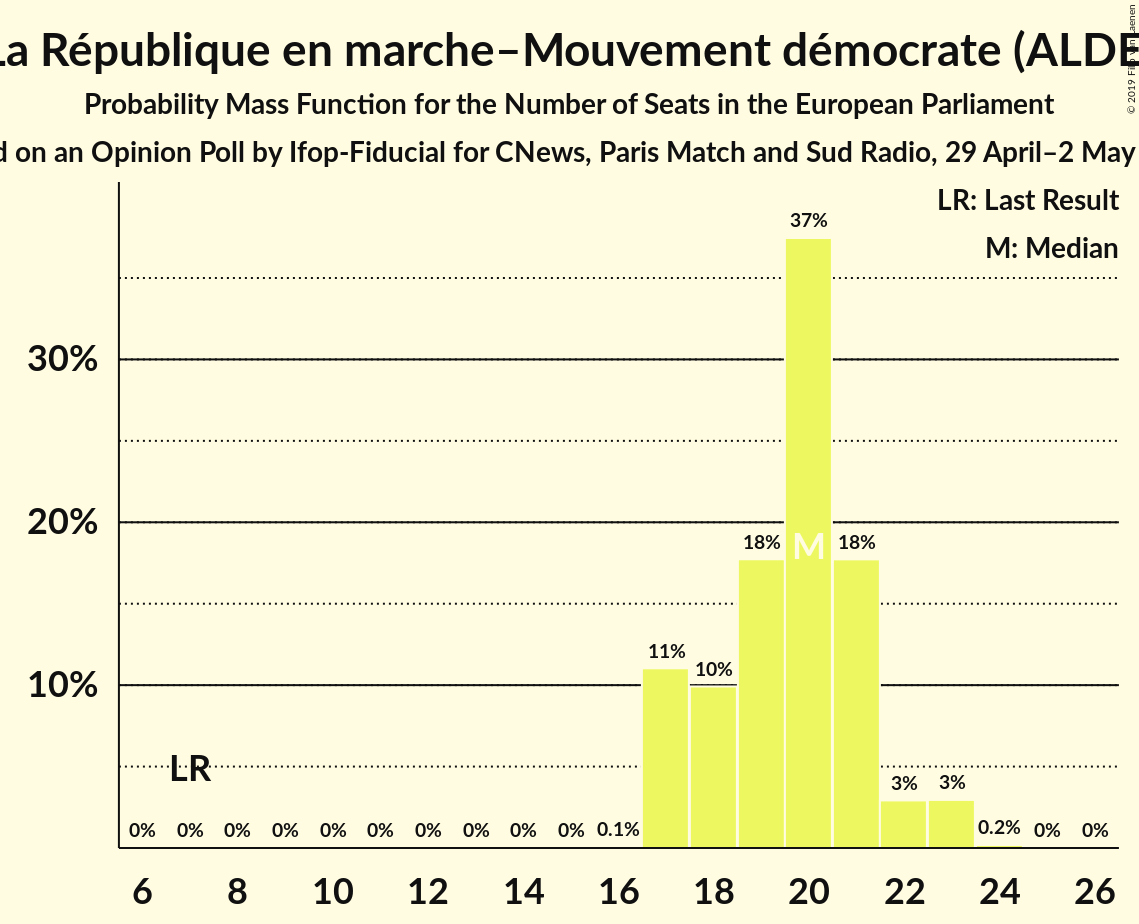 La République en marche–Mouvement démocrate (ALDE
Probability Mass Function for the Number of Seats in the European Parliament
d on an Opinion Poll by Ifop-Fiducial for CNews, Paris Match and Sud Radio, 29 April–2 May
LR: Last Result
M: Median
37%
30%
20%
18% M 18%
11% 10%
10%
LR
3% 3%
0% 0% 0% 0% 0% 0% 0% 0% 0% 0% 0.1% 0.2% 0% 0%
6 8 10 12 14 16 18 20 22 24 26